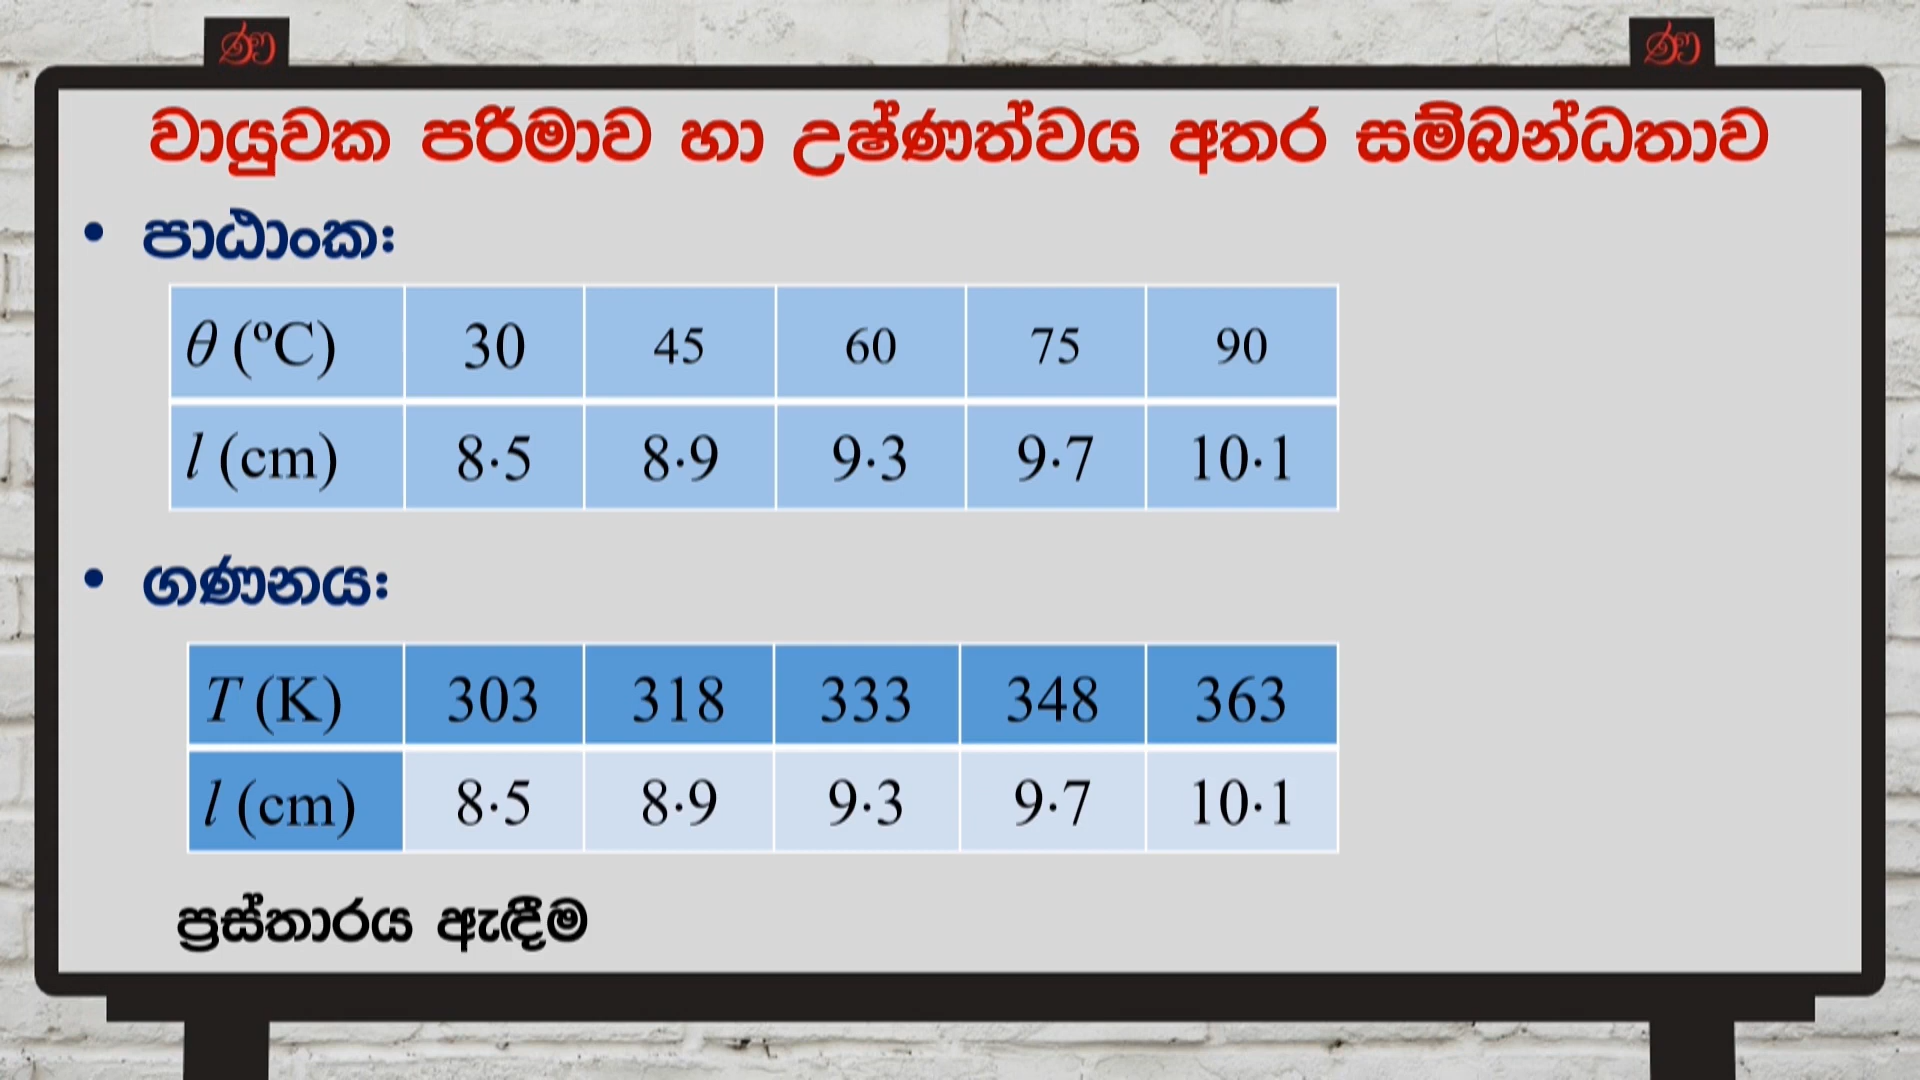 ණ ණ
වායුවක පරිමාව හා උෂ්ණත්වය අතර සම්බන්ධතාව
• පාඨාංක:
θ (ºC) 30 45 60 75 90
l (cm) 8·5 8·9 9·3 9·7 10·1
• ගණනය:
T (K) 303 318 333 348 363
l (cm) 8·5 8·9 9·3 9·7 10·1
ප්‍රස්තාරය ඇඳීම